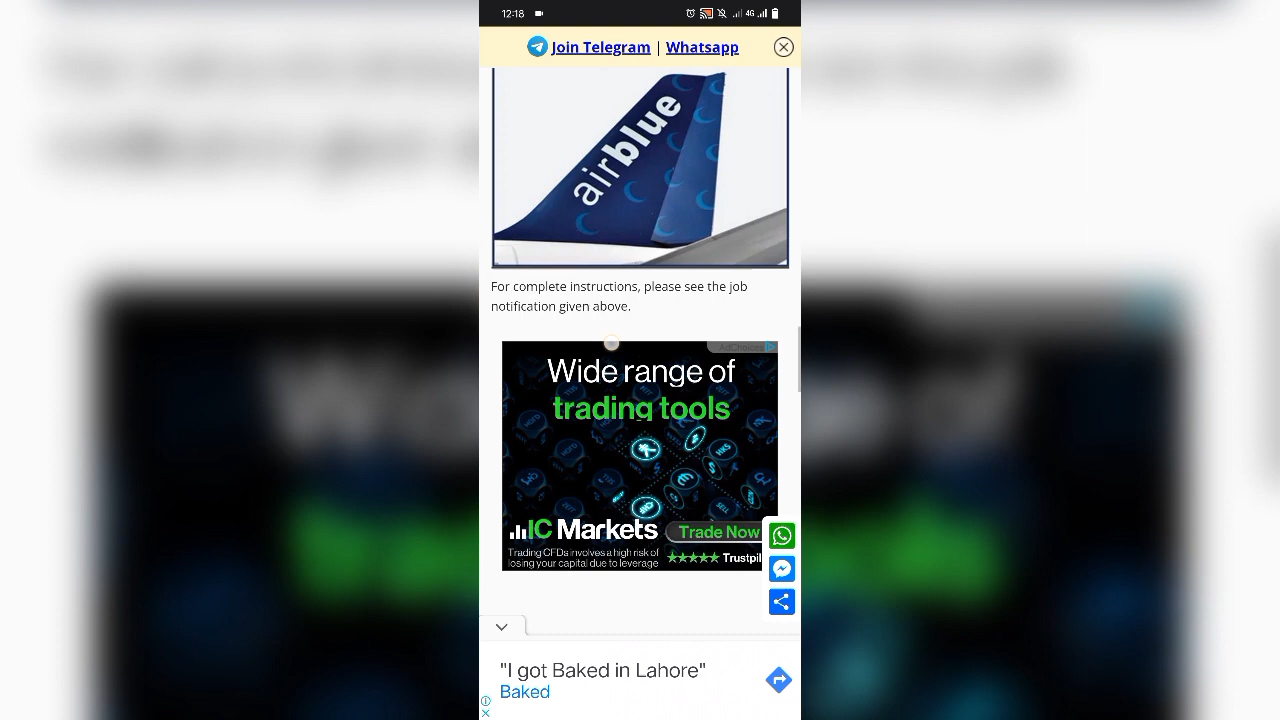 12:18
4G
Join Telegram | Whatsapp
airblue
For complete instructions, please see the job
notification given above.
AdChoices
Wide range of
trading tools
IC Markets
Trade Now
Trading CFDs involves a high risk of
losing your capital due to leverage
Trustpil
"I got Baked in Lahore"
Baked